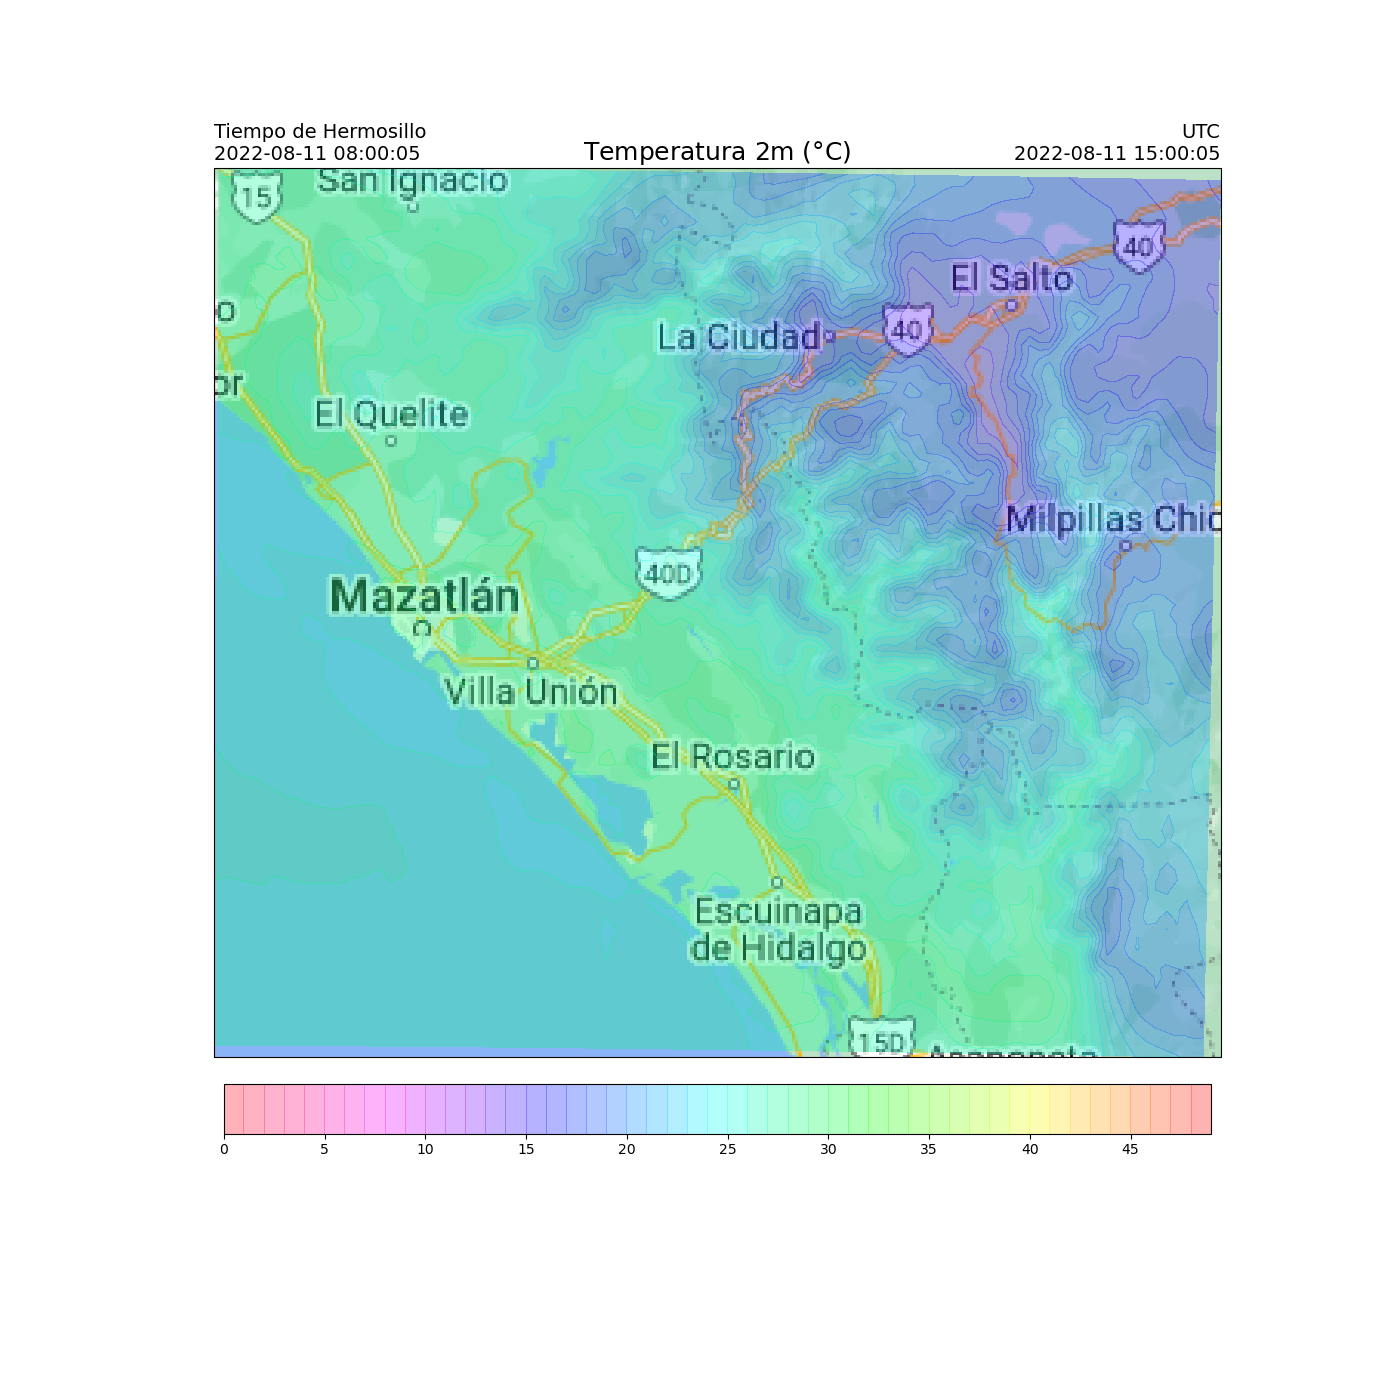 Tiempo de Hermosillo
2022-08-11 08:00:05
Temperatura 2m (°C)
UTC
2022-08-11 15:00:05
15
San Ignacio
40
El Salto
o
La Ciudad
40
or
El Quelite
Milpillas Chic
40D
Mazatlán
Villa Unión
El Rosario
Escuinapa
de Hidalgo
15D
Acaponeta
0 5 10 15 20 25 30 35 40 45